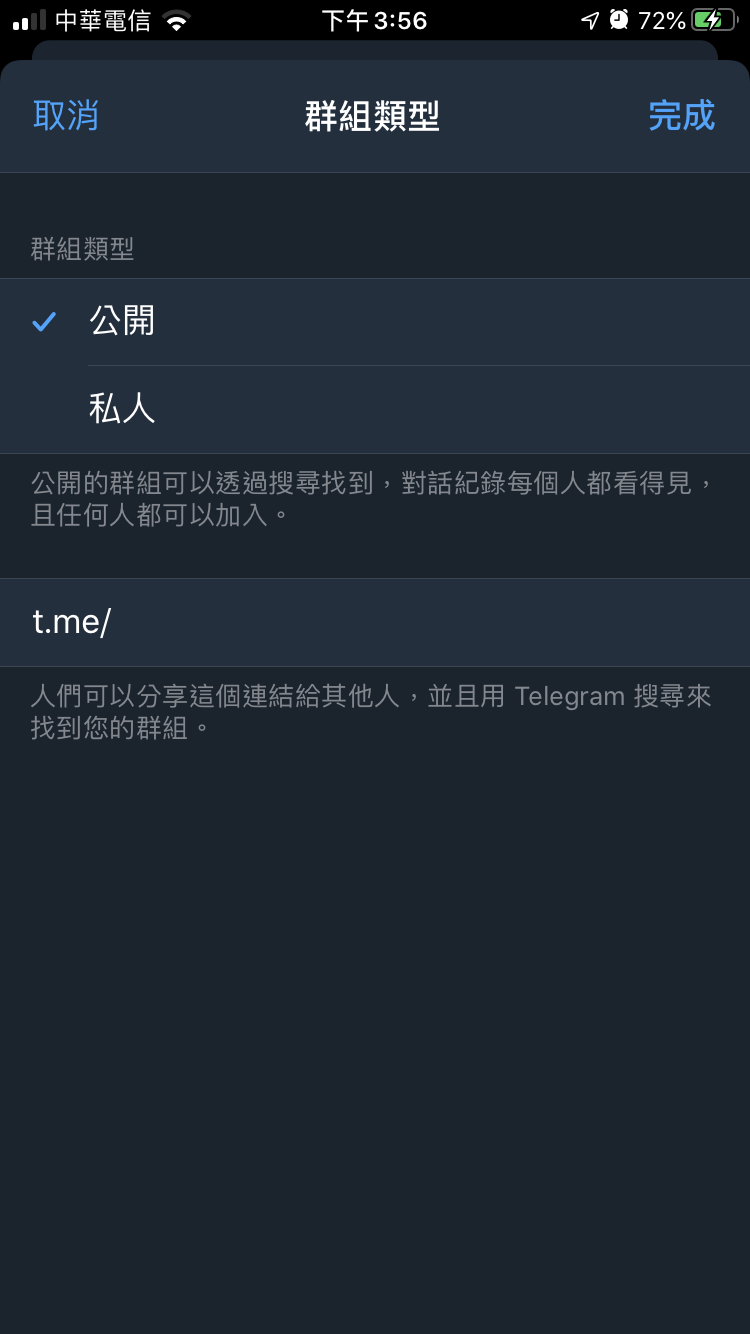 中華電信 下午3:56 72%
取消 群組類型 完成
群組類型
公開
私人
公開的群組可以透過搜尋找到，對話紀錄每個人都看得見，
且任何人都可以加入。
t.me/
人們可以分享這個連結給其他人，並且用 Telegram 搜尋來
找到您的群組。